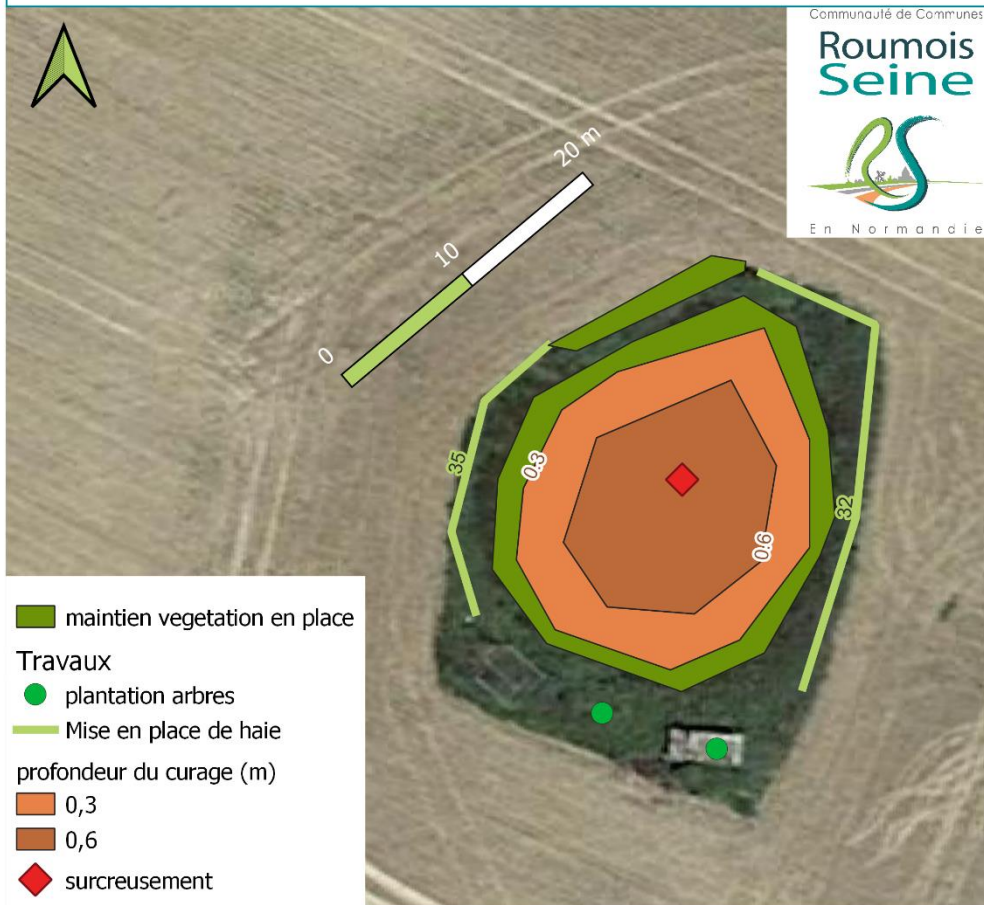 Communauté de Communes
Roumois
Seine
En Normandie
20 m
10
0
35
0.3
0.6
32
maintien vegetation en place
Travaux
plantation arbres
Mise en place de haie
profondeur du curage (m)
0,3
0,6
surcreusement